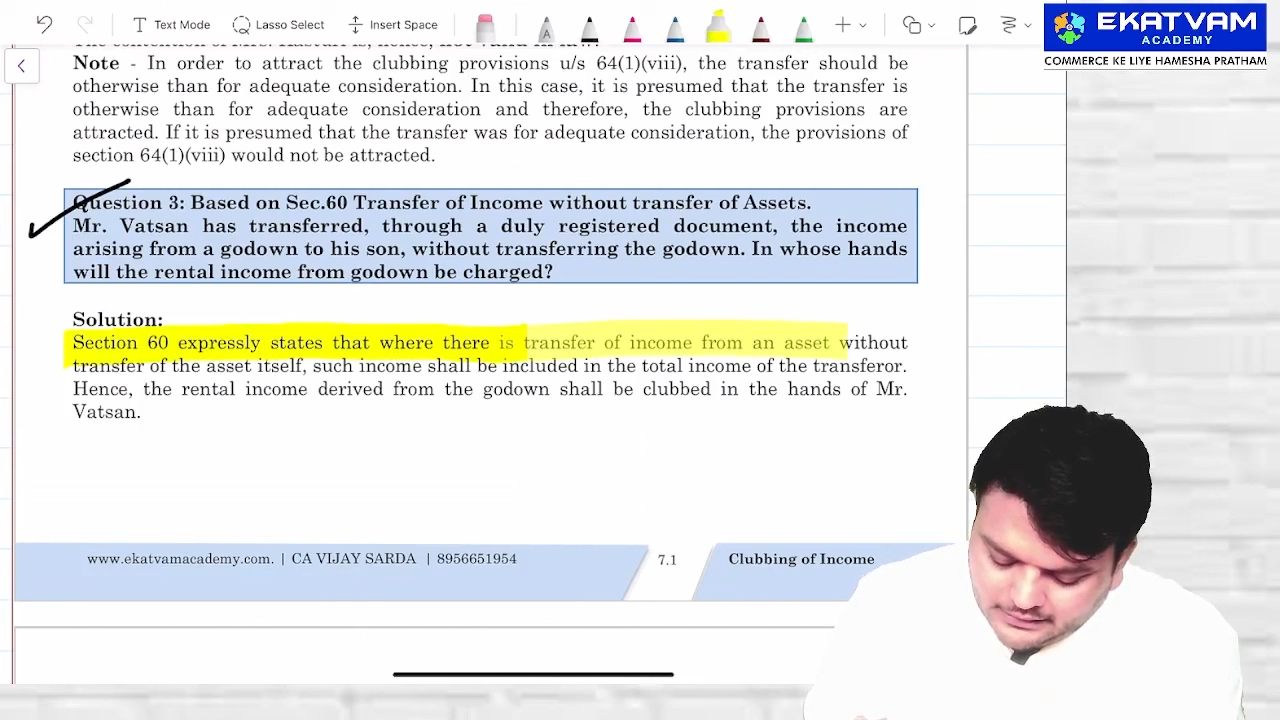 Text Mode
Lasso Select
Insert Space
A
EKATVAM
ACADEMY
COMMERCE KE LIYE HAMESHA PRATHAM
Note - In order to attract the clubbing provisions u/s 64(1)(viii), the transfer should be
otherwise than for adequate consideration. In this case, it is presumed that the transfer is
otherwise than for adequate consideration and therefore, the clubbing provisions are
attracted. If it is presumed that the transfer was for adequate consideration, the provisions of
section 64(1)(viii) would not be attracted.
Question 3: Based on Sec.60 Transfer of Income without transfer of Assets.
Mr. Vatsan has transferred, through a duly registered document, the income
arising from a godown to his son, without transferring the godown. In whose hands
will the rental income from godown be charged?
Solution:
Section 60 expressly states that where there is transfer of income from an asset without
transfer of the asset itself, such income shall be included in the total income of the transferor.
Hence, the rental income derived from the godown shall be clubbed in the hands of Mr.
Vatsan.
www.ekatvamacademy.com. | CA VIJAY SARDA | 8956651954
7.1
Clubbing of Income